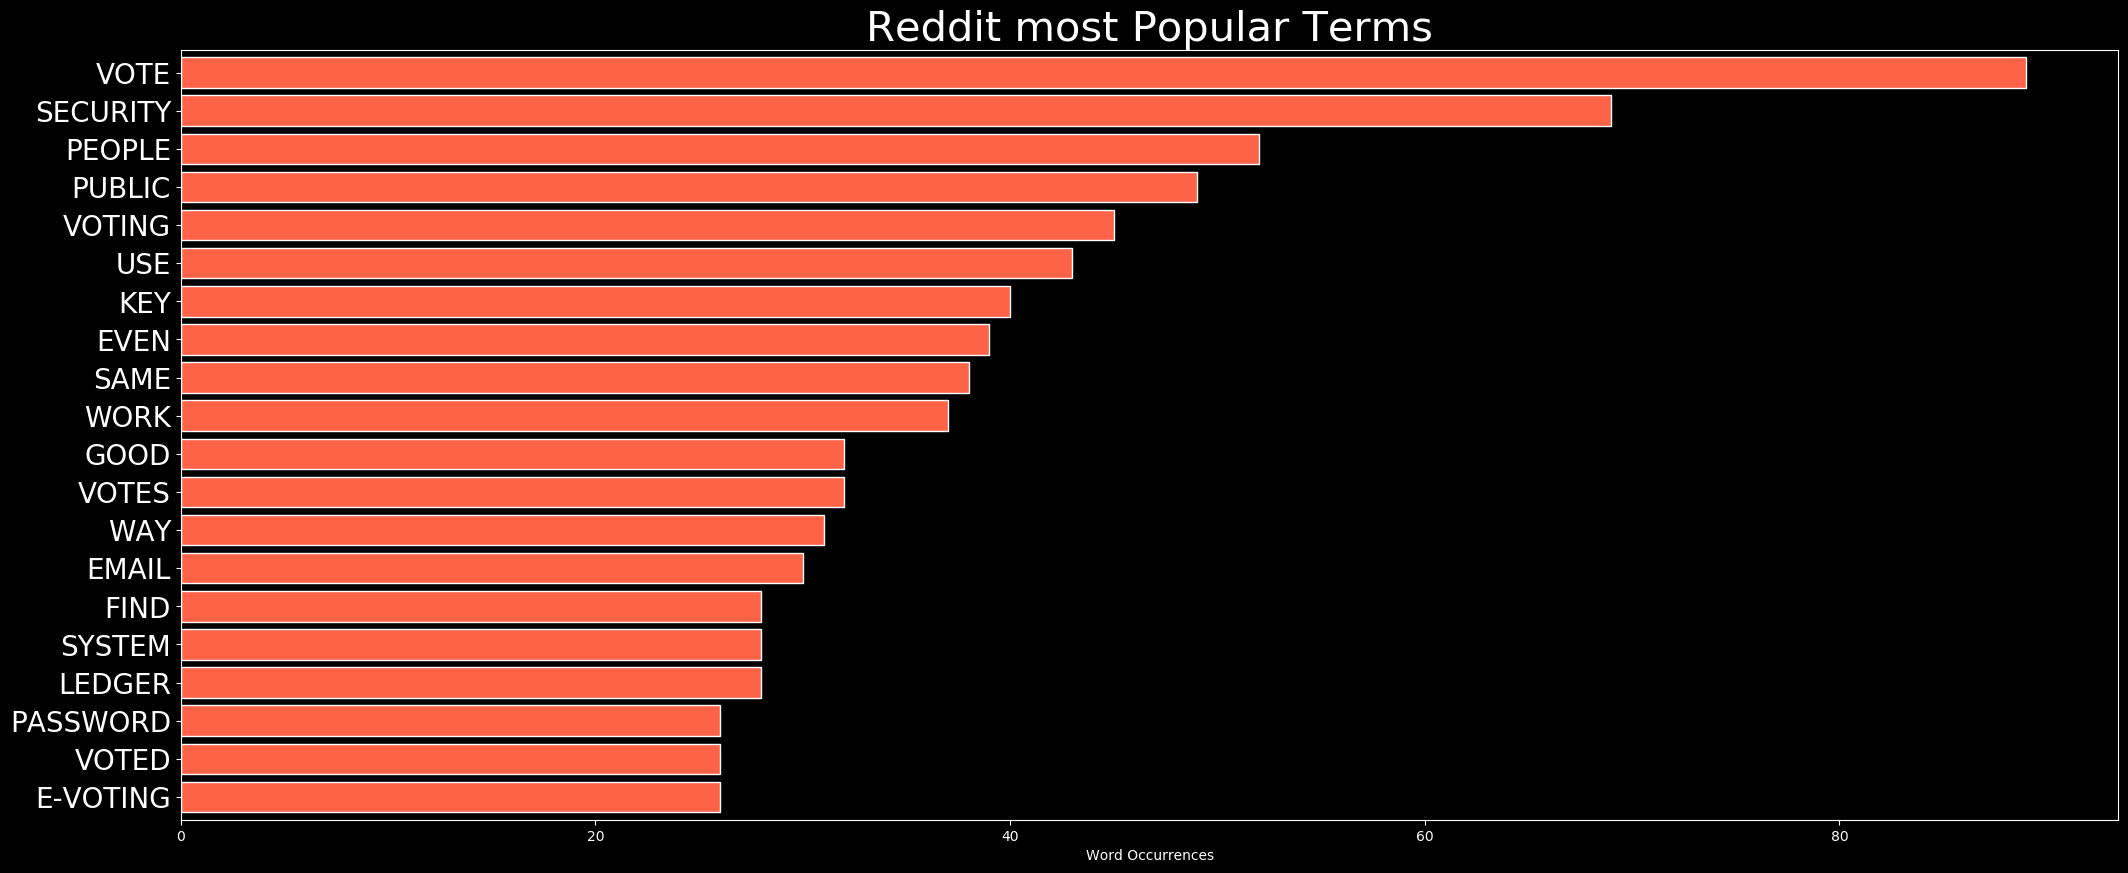 Reddit most Popular Terms
VOTE
SECURITY
PEOPLE
PUBLIC
VOTING
USE
KEY
EVEN
SAME
WORK
GOOD
VOTES
WAY
EMAIL
FIND
SYSTEM
LEDGER
PASSWORD
VOTED
E-VOTING
0 20 40 60 80
Word Occurrences